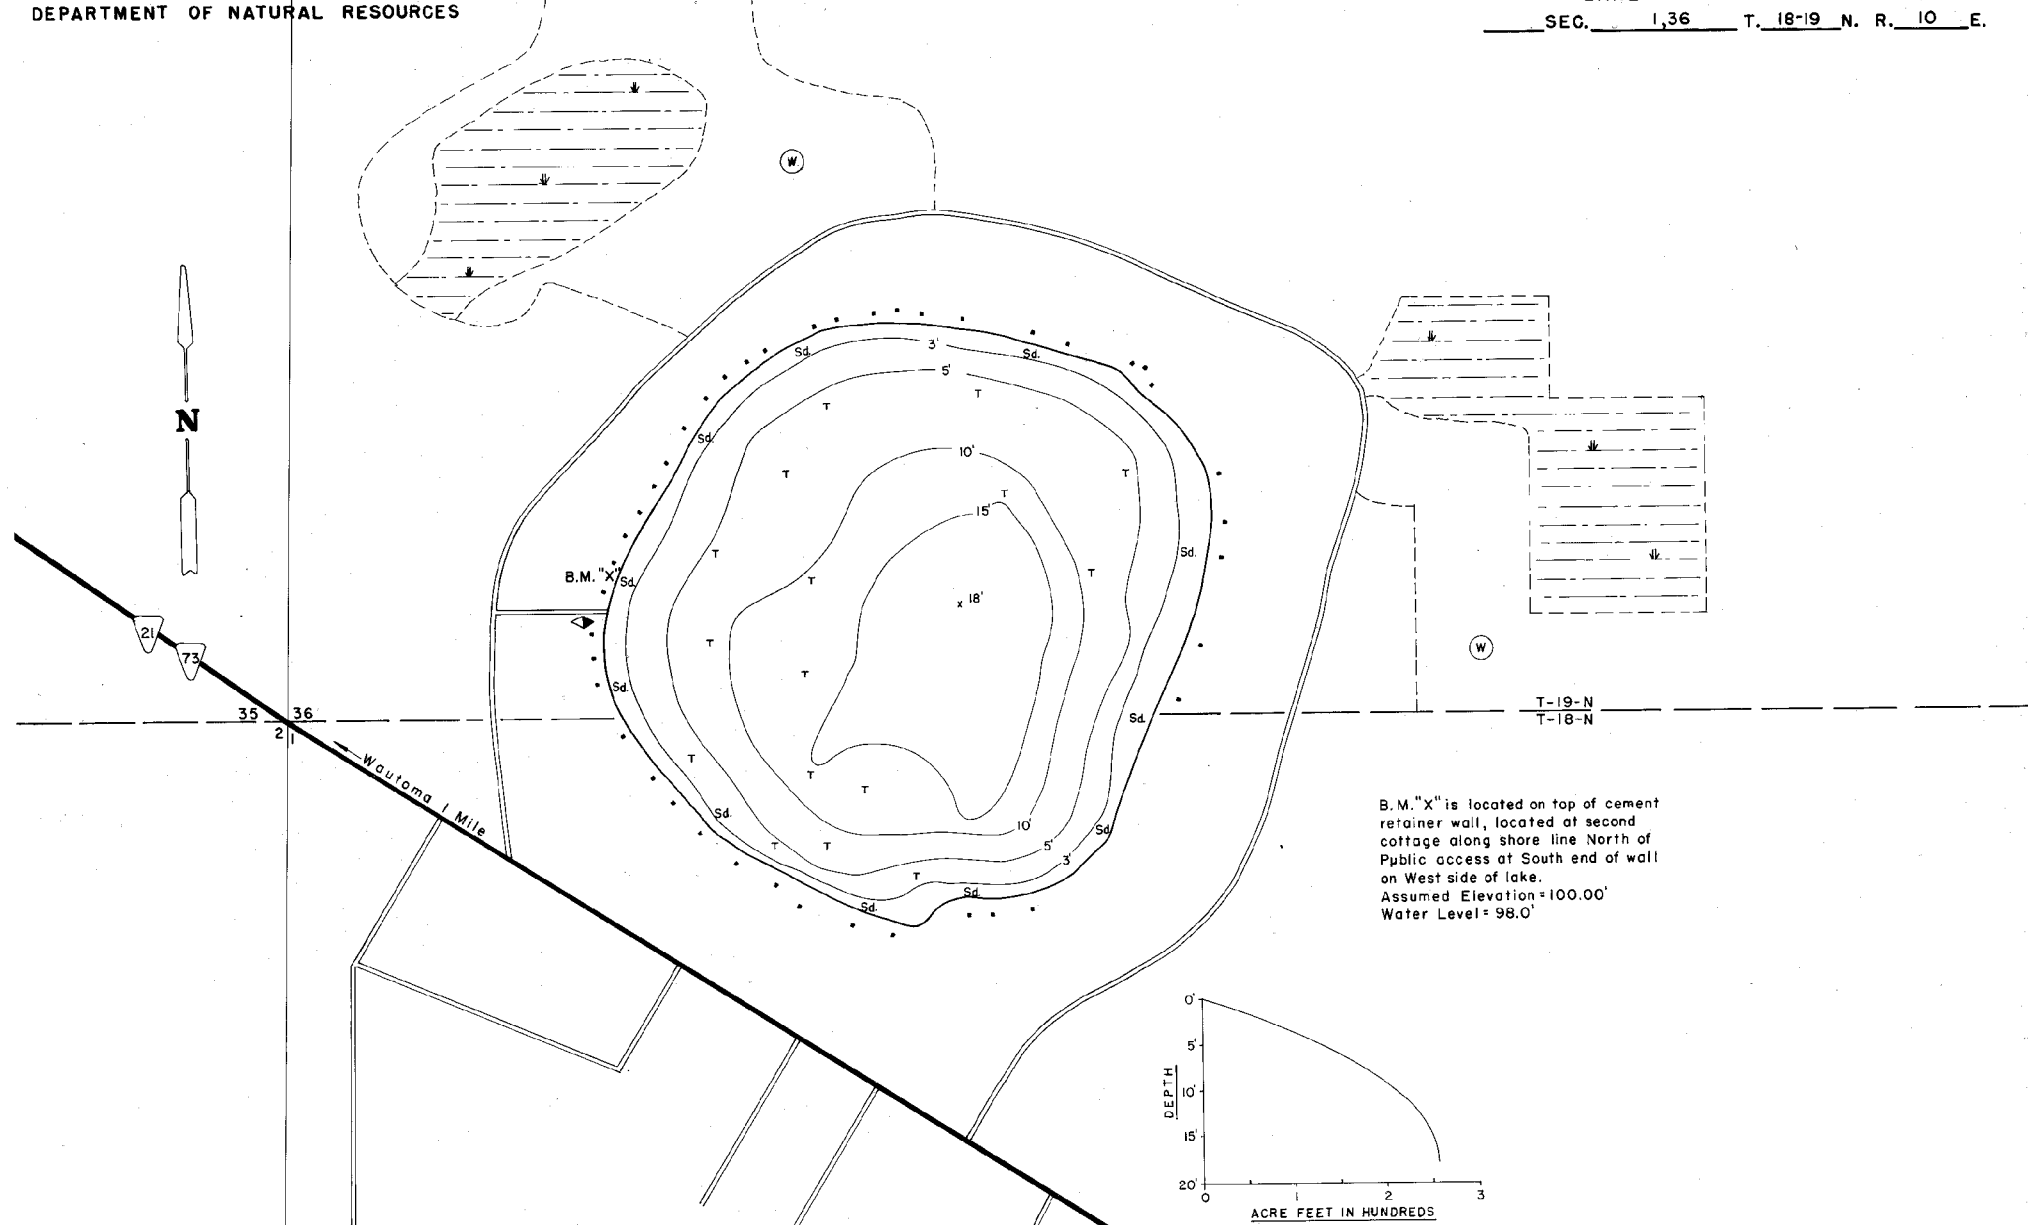 DEPARTMENT OF NATURAL RESOURCES
SEC. 1,36 T. 18-19 N. R. 10 E.
W
N
Sd. 3' Sd.
5'
T T
Sd.
10'
T T
T
15'
T Sd.
B.M. "X" Sd. T T
18'
21
T
73
W
T
Sd.
T-19-N
35 36
Sd.
T-18-N
2 1
Wautoma 1 Mile
T
T
T
Sd.
10'
Sd.
T T 5'
3'
T
Sd.
Sd.
B.M. "X" is located on top of cement
retainer wall, located at second
cottage along shore line North of
Public access at South end of wall
on West side of lake.
Assumed Elevation = 100.00'
Water Level = 98.0'
0'
5'
DEPTH
10'
15'
20'
0 1 2 3
ACRE FEET IN HUNDREDS